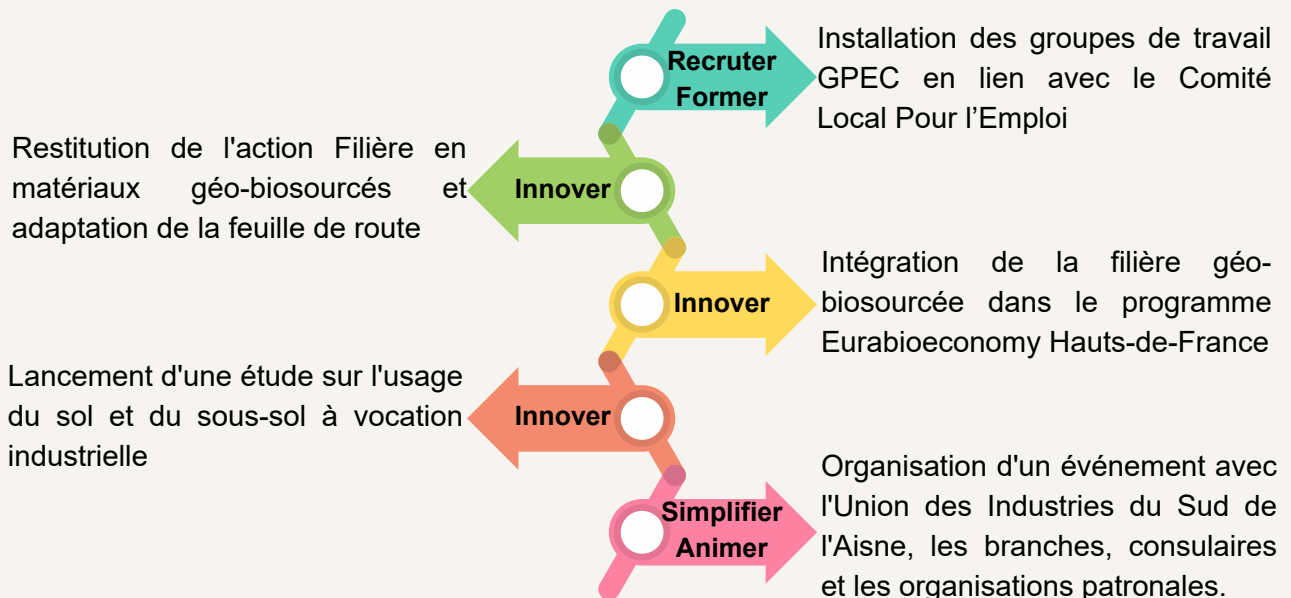 Recruter
Former
Installation des groupes de travail
GPEC en lien avec le Comité
Local Pour l’Emploi
Restitution de l'action Filière en
matériaux géo-biosourcés et
adaptation de la feuille de route
Innover
Innover
Intégration de la filière géo-
biosourcée dans le programme
Eurabioeconomy Hauts-de-France
Lancement d'une étude sur l'usage
du sol et du sous-sol à vocation
industrielle
Innover
Simplifier
Animer
Organisation d'un événement avec
l'Union des Industries du Sud de
l'Aisne, les branches, consulaires
et les organisations patronales.